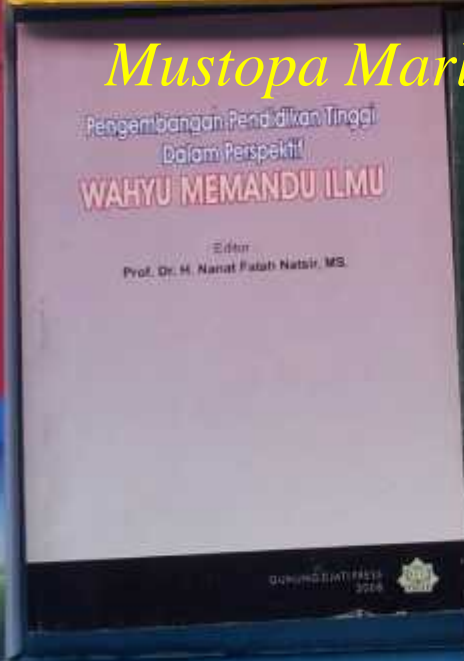 Mustopa Mar
Pengembangan Pendidikan Tinggi
Dalam Perspektif
WAHYU MEMANDU ILMU
Editor
Prof. Dr. H. Nanat Fatah Natsir, MS.
GUNUNG DJATI PRESS